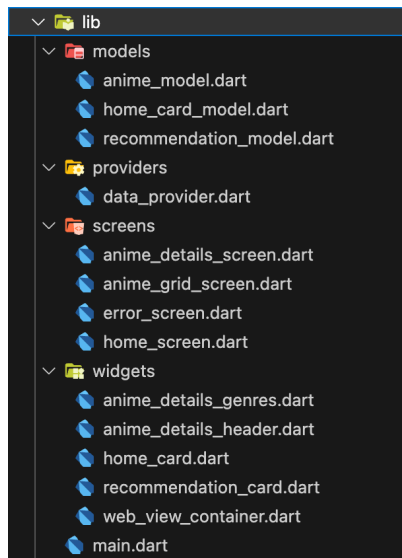 lib
models
anime_model.dart
home_card_model.dart
recommendation_model.dart
providers
data_provider.dart
screens
anime_details_screen.dart
anime_grid_screen.dart
error_screen.dart
home_screen.dart
widgets
anime_details_genres.dart
anime_details_header.dart
home_card.dart
recommendation_card.dart
web_view_container.dart
main.dart